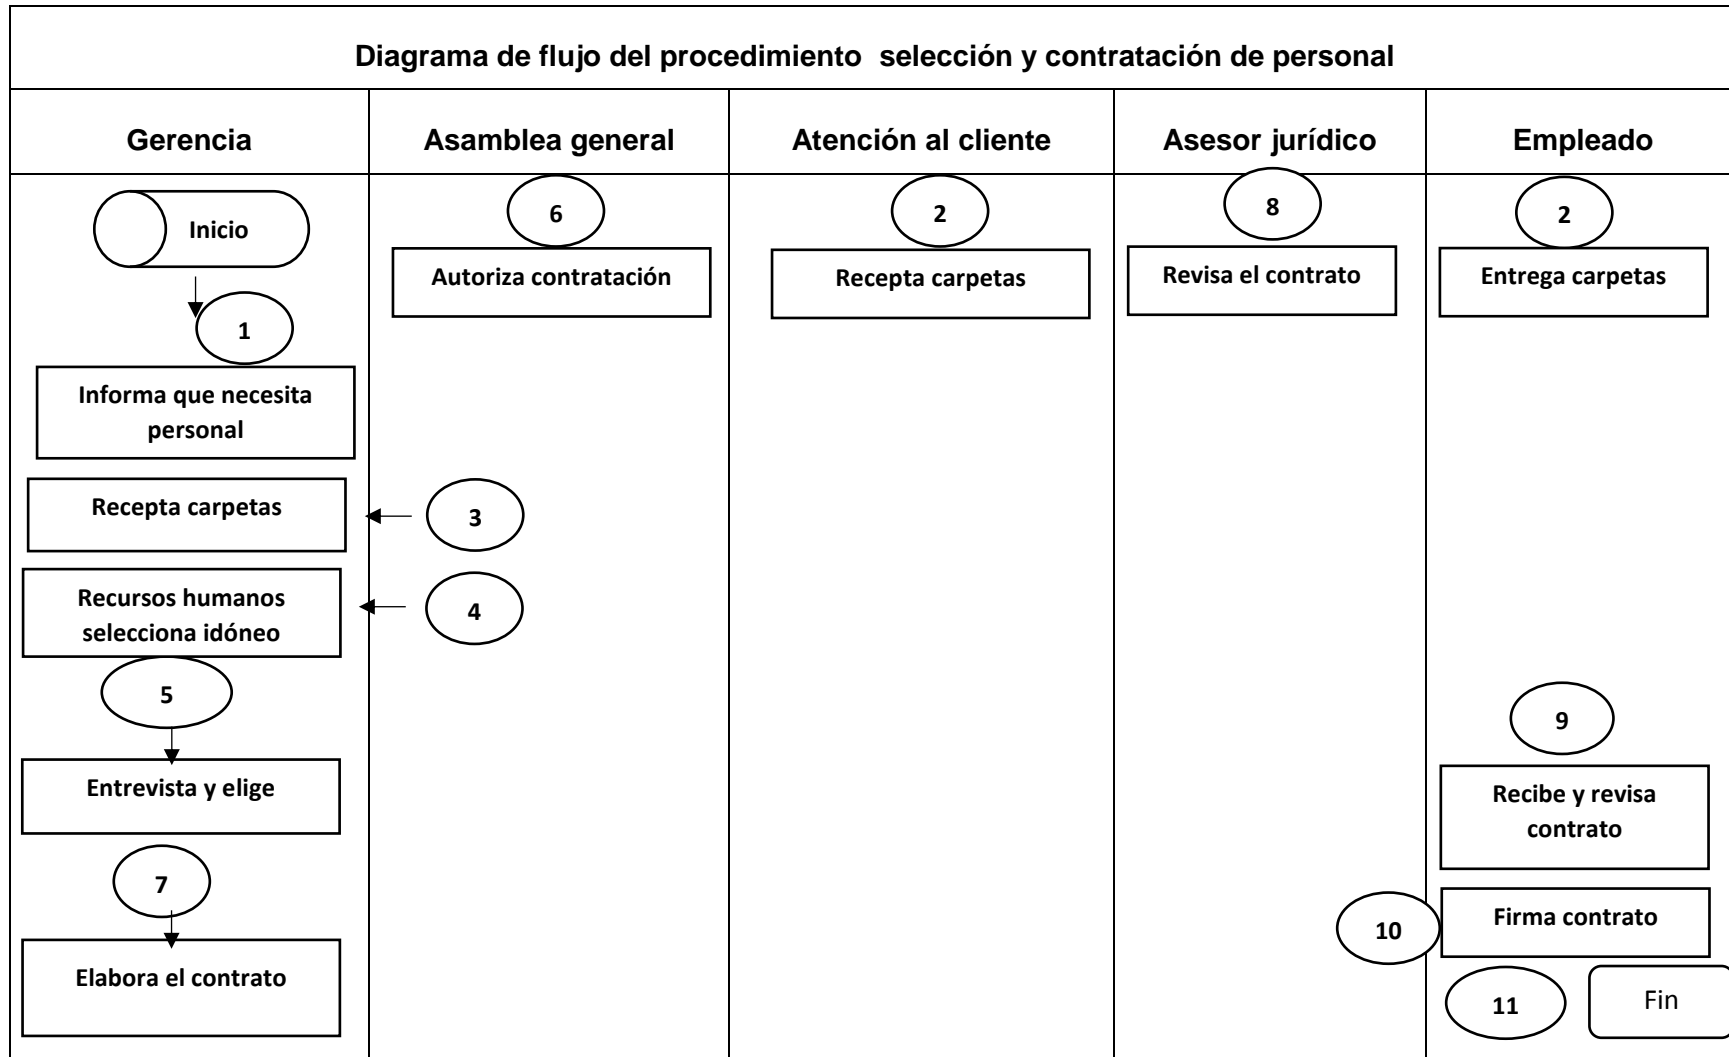 Diagrama de flujo del procedimiento selección y contratación de personal
Gerencia
Asamblea general
Atención al cliente
Asesor jurídico
Empleado
Inicio
1
Informa que necesita
personal
Recepta carpetas
3
Recursos humanos
selecciona idóneo
4
5
Entrevista y elige
7
Elabora el contrato
6
Autoriza contratación
2
Recepta carpetas
8
Revisa el contrato
2
Entrega carpetas
9
Recibe y revisa
contrato
10
Firma contrato
11
Fin